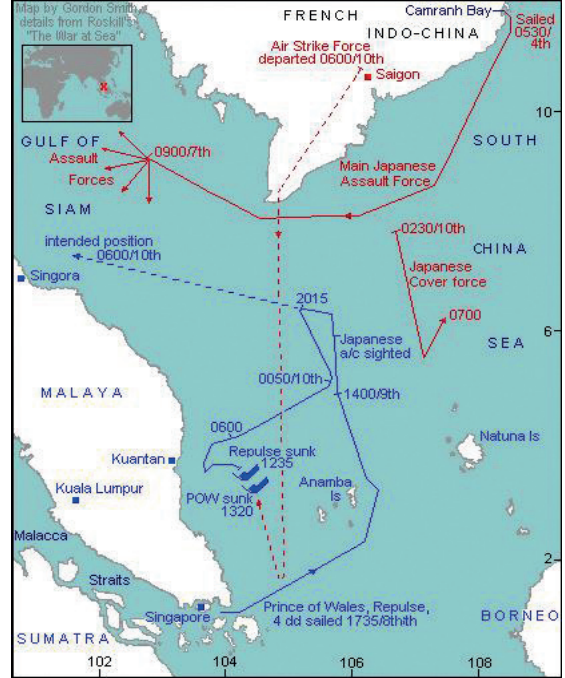 Map by Gordon Smith
details from Roskill's
"The War at Sea"
FRENCH
INDO-CHINA
Camranh Bay
Sailed
0530/
4th
Air Strike Force
departed 0600/10th
Saigon
10
GULF OF
SIAM
Assault
Forces
0900/7th
SOUTH
CHINA
SEA
Main Japanese
Assault Force
intended position
0600/10th
Singora
0230/10th
Japanese
Cover force
0700
2015
6
Japanese
a/c sighted
0050/10th
1400/9th
MALAYA
0600
Repulse sunk
1235
Natuna Is
Kuantan
Kuala Lumpur
POW sunk
1320
Anamba
Is
Malacca
Straits
2
Singapore
Prince of Wales, Repulse,
4 dd sailed 1735/8thth
BORNEO
SUMATRA
102
104
106
108